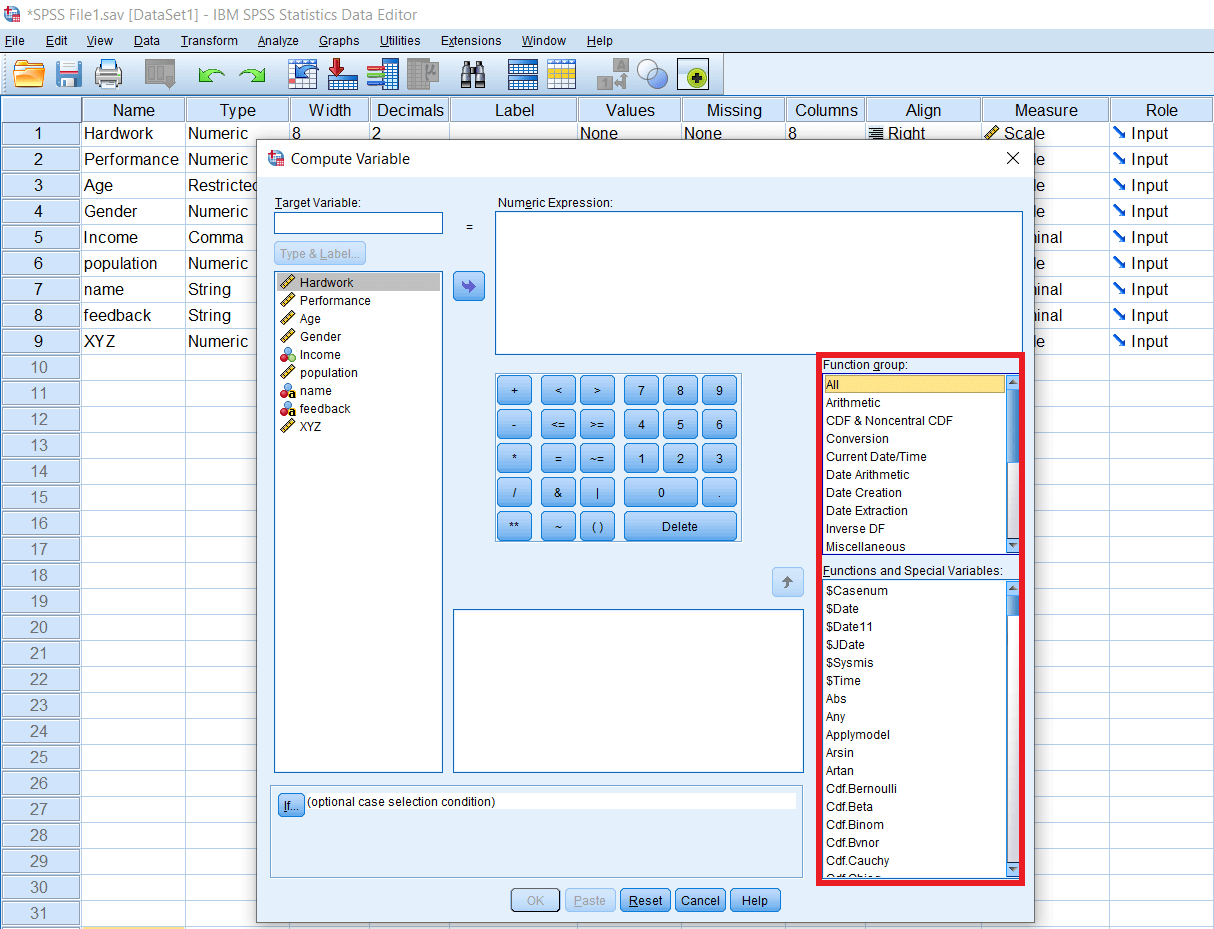 *SPSS File1.sav [DataSet1] - IBM SPSS Statistics Data Editor
File Edit View Data Transform Analyze Graphs Utilities Extensions Window Help
Name Type Width Decimals Label Values Missing Columns Align Measure Role
1 Hardwork Numeric 8 2 None None 8 Right Scale Input
2 Performance Numeric le Input
3 Age Restricted le Input
4 Gender Numeric le Input
5 Income Comma inal Input
6 population Numeric le Input
7 name String inal Input
8 feedback String inal Input
9 XYZ Numeric le Input
10
11
12
13
14
15
16
17
18
19
20
21
22
23
24
25
26
27
28
29
30
31
Compute Variable
Target Variable:
=
Numeric Expression:
Type & Label...
Hardwork
Performance
Age
Gender
Income
population
name
feedback
XYZ
+ < > 7 8 9
- <= >= 4 5 6
* = ~= 1 2 3
/ & | 0 .
** ~ ( ) Delete
Function group:
All
Arithmetic
CDF & Noncentral CDF
Conversion
Current Date/Time
Date Arithmetic
Date Creation
Date Extraction
Inverse DF
Miscellaneous
Functions and Special Variables:
$Casenum
$Date
$Date11
$JDate
$Sysmis
$Time
Abs
Any
Applymodel
Arsin
Artan
Cdf.Bernoulli
Cdf.Beta
Cdf.Binom
Cdf.Bvnor
Cdf.Cauchy
If... (optional case selection condition)
OK Paste Reset Cancel Help